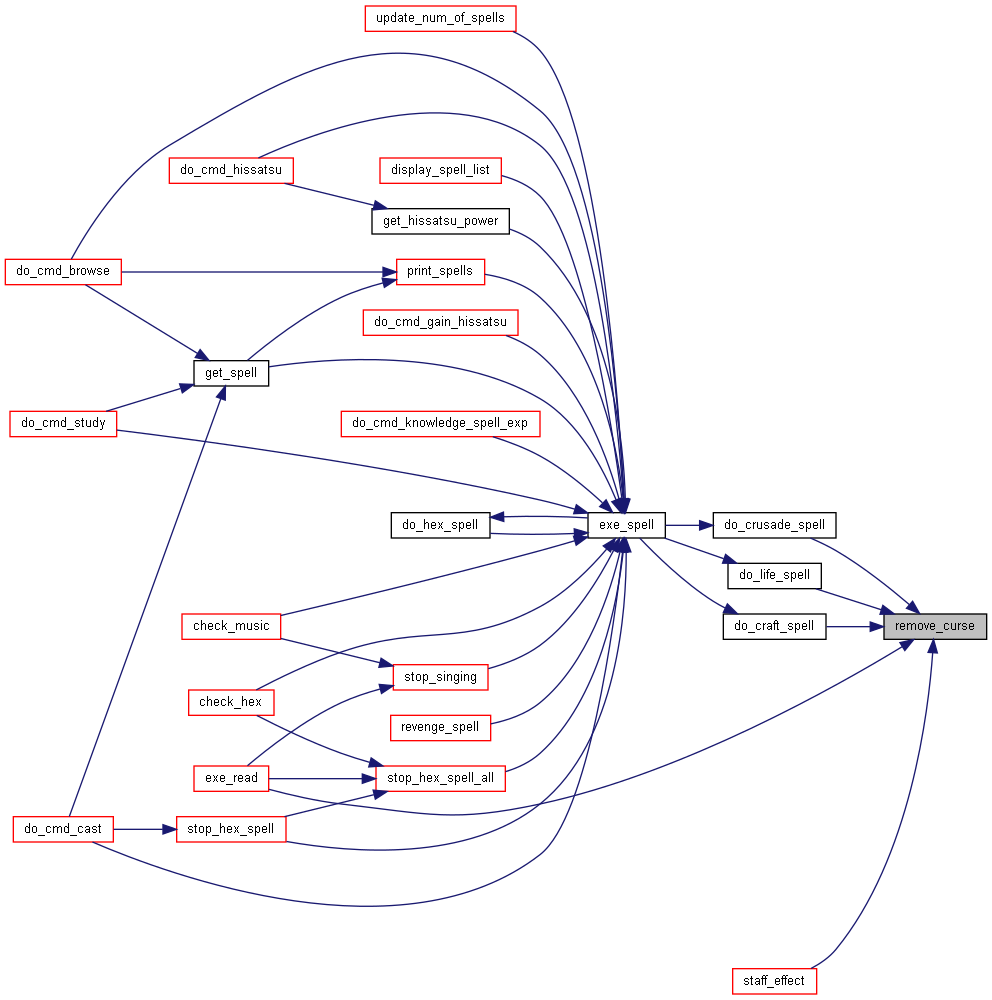 update_num_of_spells
do_cmd_hissatsu
display_spell_list
get_hissatsu_power
do_cmd_browse
print_spells
do_cmd_gain_hissatsu
get_spell
do_cmd_study
do_cmd_knowledge_spell_exp
do_hex_spell
exe_spell
do_crusade_spell
do_life_spell
check_music
do_craft_spell
remove_curse
stop_singing
check_hex
revenge_spell
exe_read
stop_hex_spell_all
do_cmd_cast
stop_hex_spell
staff_effect